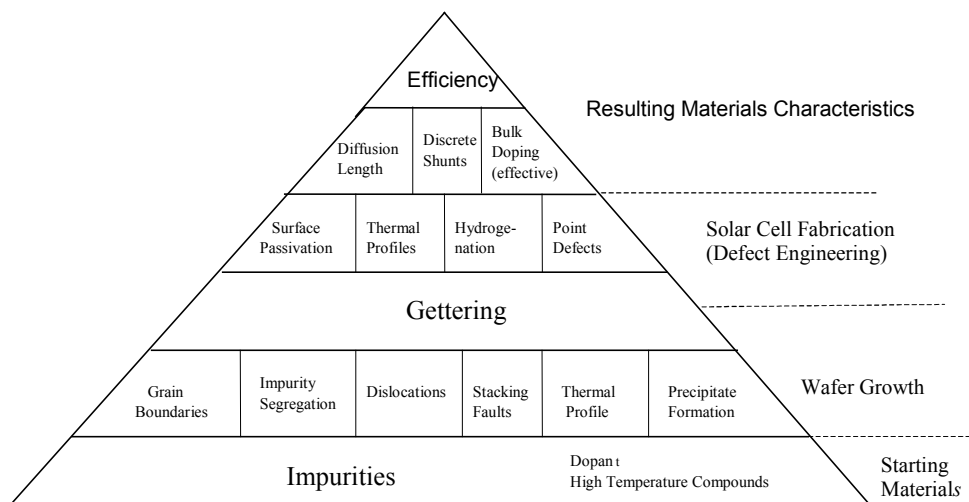 Efficiency
Resulting Materials Characteristics
Diffusion
Length
Discrete
Shunts
Bulk
Doping
(effective)
Surface
Passivation
Thermal
Profiles
Hydroge-
nation
Point
Defects
Solar Cell Fabrication
(Defect Engineering)
Gettering
Grain
Boundaries
Impurity
Segregation
Dislocations
Stacking
Faults
Thermal
Profile
Precipitate
Formation
Wafer Growth
Impurities
Dopant
High Temperature Compounds
Starting
Materials